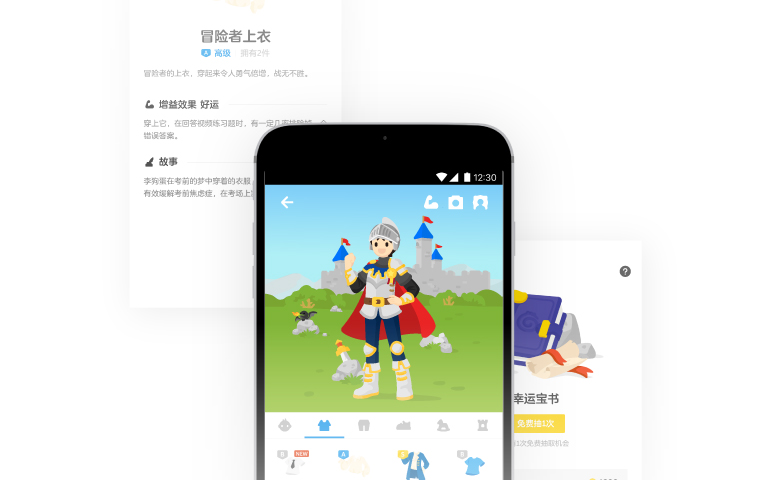 冒险者上衣
A 高级 拥有2件
冒险者的上衣，穿起来令人勇气倍增，战无不胜。
增益效果 好运
穿上它，在回答视频练习题时，有一定几率
错误答案。
故事
李狗蛋在考前的梦中穿着的衣服
有效缓解考前焦虑症，在考场上
12:30
?
幸运宝书
免费抽1次
1次免费抽取机会
B NEW A S B